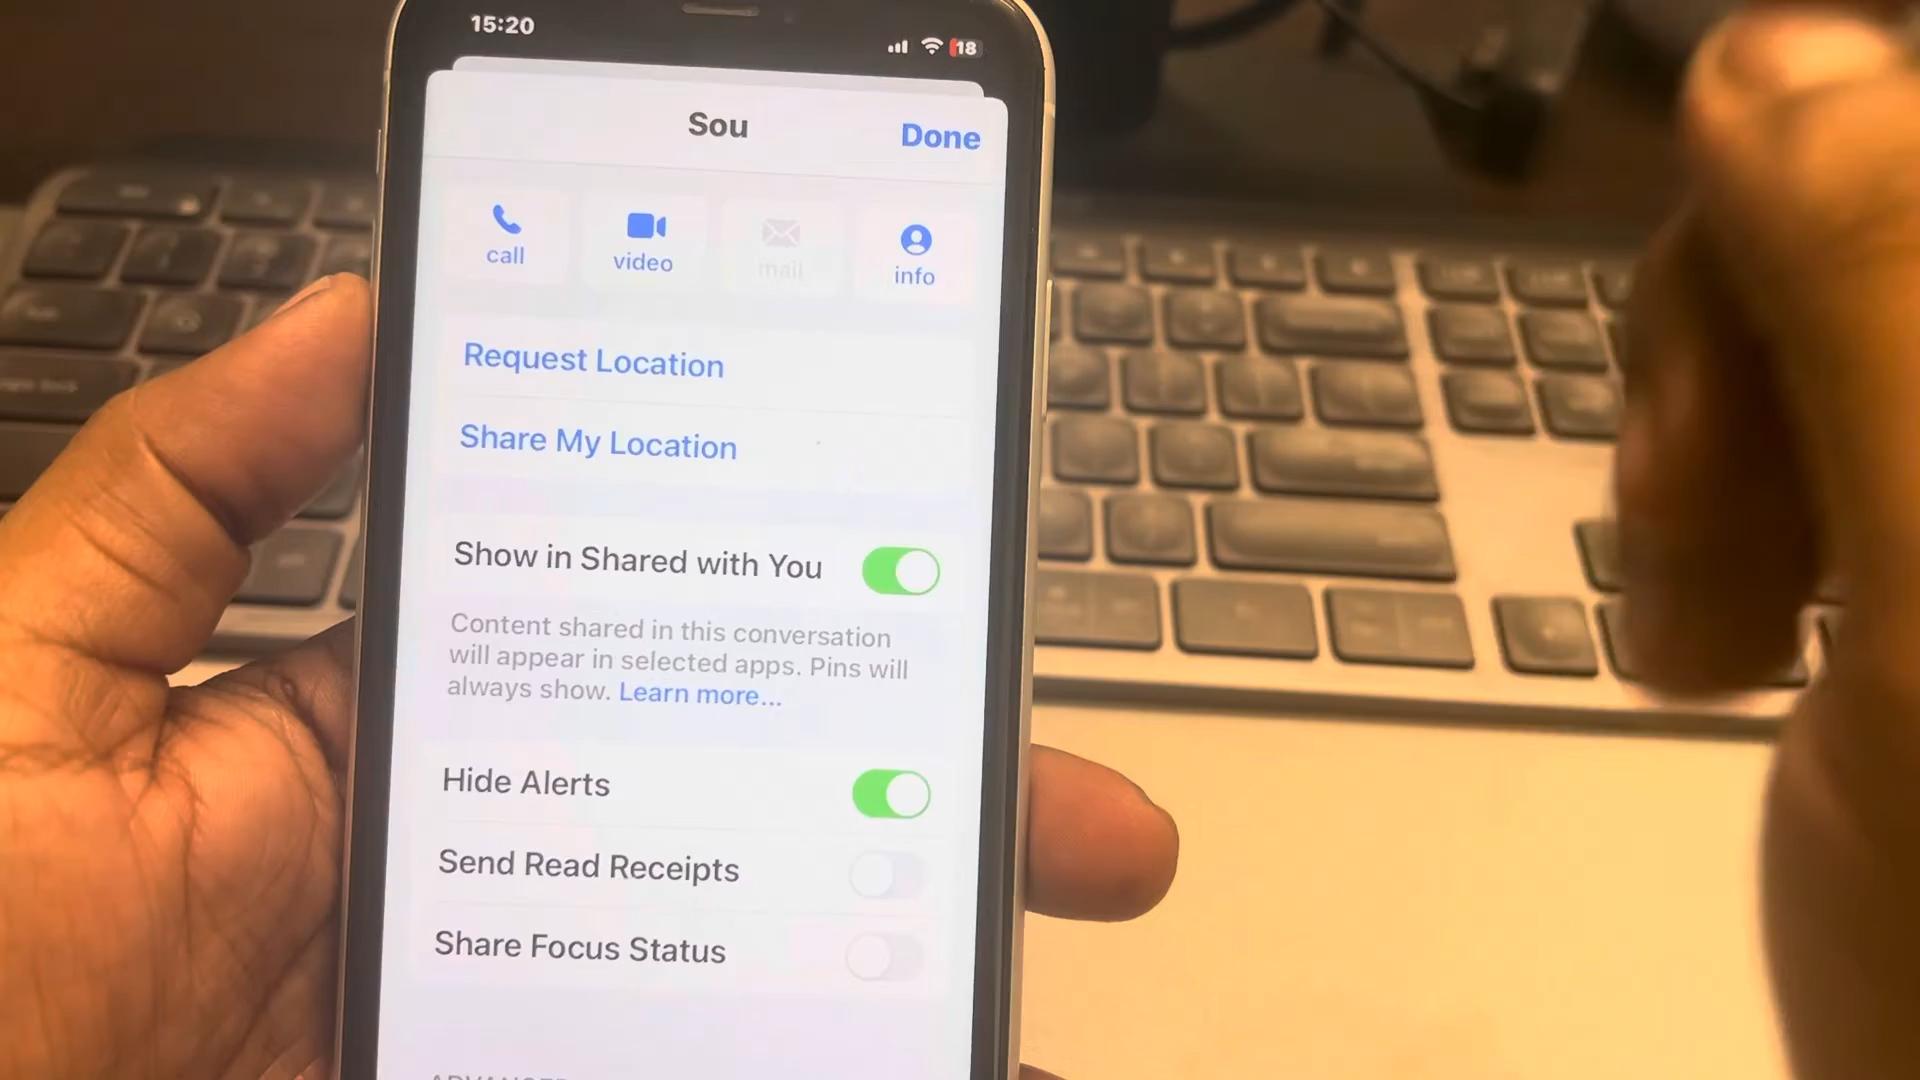 15:20
18
Sou
Done
call
video
mail
info
Request Location
Share My Location
Show in Shared with You
Content shared in this conversation
will appear in selected apps. Pins will
always show. Learn more...
Hide Alerts
Send Read Receipts
Share Focus Status